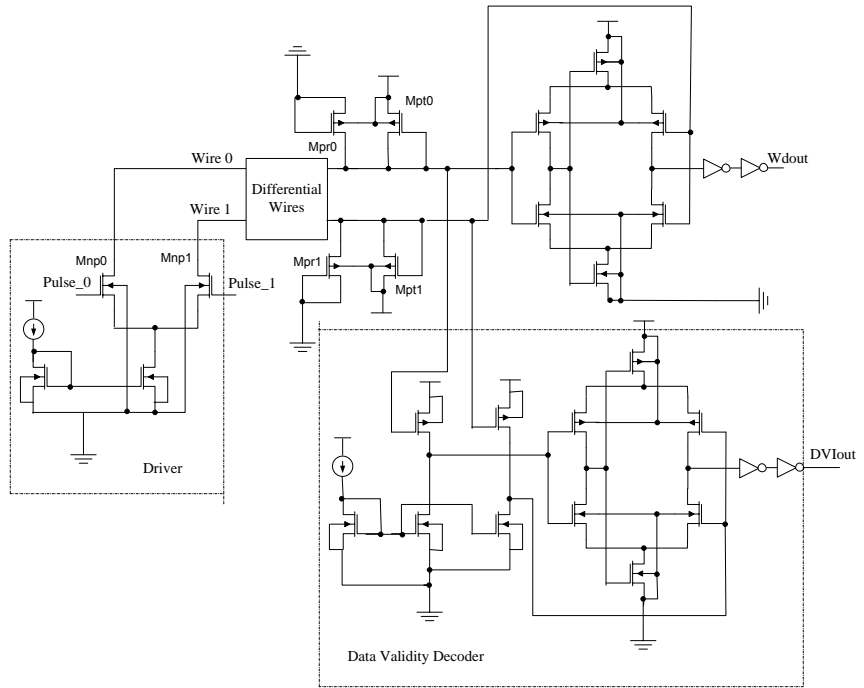 Mpt0
Mpr0
Wdout
Wire 0
Differential
Wires
Wire 1
Mpr1
Mpt1
Mnp0
Mnp1
Pulse_0
Pulse_1
Driver
DVIout
Data Validity Decoder